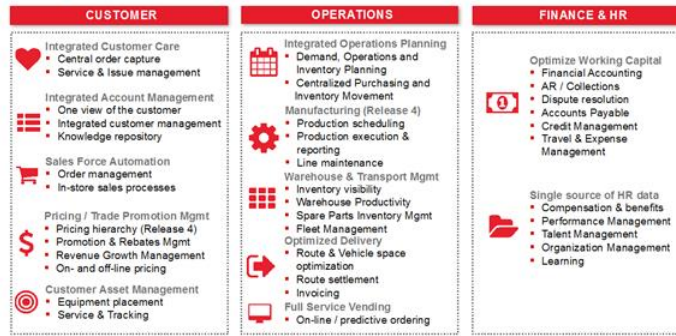 CUSTOMER
Integrated Customer Care
Central order capture
Service & Issue management
Integrated Account Management
One view of the customer
Integrated customer management
Knowledge repository
Sales Force Automation
Order management
In-store sales processes
Pricing / Trade Promotion Mgmt
Pricing hierarchy (Release 4)
Promotion & Rebates Mgmt
Revenue Growth Management
On- and off-line pricing
Customer Asset Management
Equipment placement
Service & Tracking
OPERATIONS
Integrated Operations Planning
Demand, Operations and
Inventory Planning
Centralized Purchasing and
Inventory Movement
Manufacturing (Release 4)
Production scheduling
Production execution &
reporting
Line maintenance
Warehouse & Transport Mgmt
Inventory visibility
Warehouse Productivity
Spare Parts Inventory Mgmt
Fleet Management
Optimized Delivery
Route & Vehicle space
optimization
Route settlement
Invoicing
Full Service Vending
On-line / predictive ordering
FINANCE & HR
Optimize Working Capital
Financial Accounting
AR / Collections
Dispute resolution
Accounts Payable
Credit Management
Travel & Expense
Management
Single source of HR data
Compensation & benefits
Performance Management
Talent Management
Organization Management
Learning